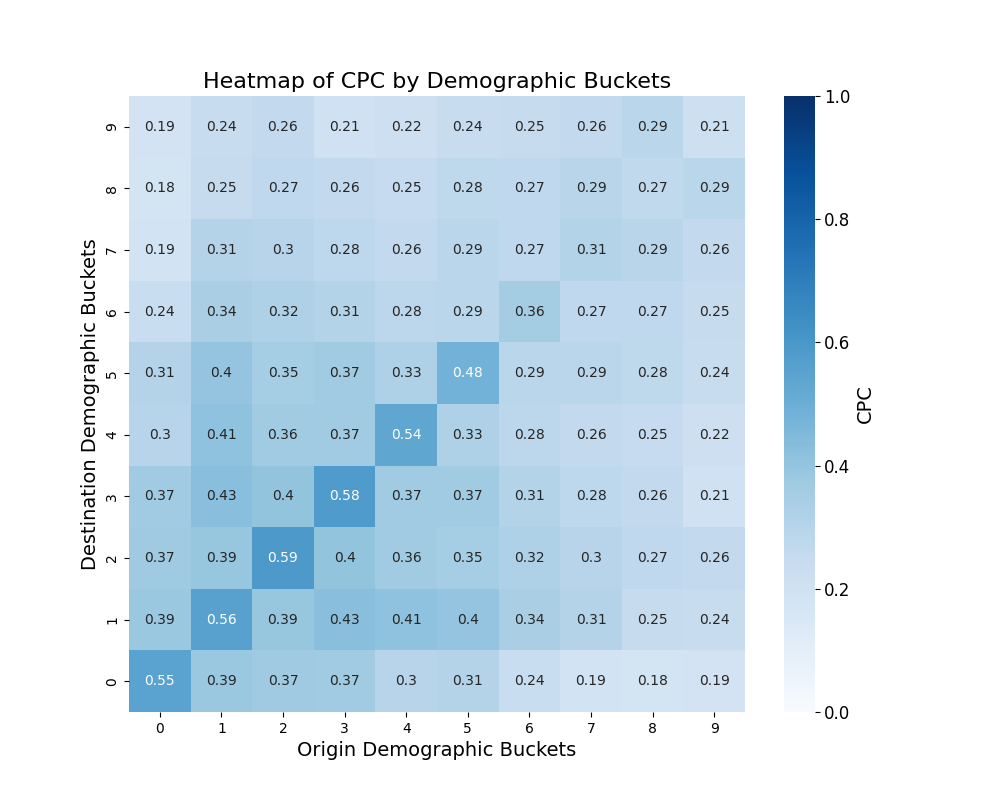 Heatmap of CPC by Demographic Buckets
Destination Demographic Buckets
9 0.19 0.24 0.26 0.21 0.22 0.24 0.25 0.26 0.29 0.21
8 0.18 0.25 0.27 0.26 0.25 0.28 0.27 0.29 0.27 0.29
7 0.19 0.31 0.3 0.28 0.26 0.29 0.27 0.31 0.29 0.26
6 0.24 0.34 0.32 0.31 0.28 0.29 0.36 0.27 0.27 0.25
5 0.31 0.4 0.35 0.37 0.33 0.48 0.29 0.29 0.28 0.24
4 0.3 0.41 0.36 0.37 0.54 0.33 0.28 0.26 0.25 0.22
3 0.37 0.43 0.4 0.58 0.37 0.37 0.31 0.28 0.26 0.21
2 0.37 0.39 0.59 0.4 0.36 0.35 0.32 0.3 0.27 0.26
1 0.39 0.56 0.39 0.43 0.41 0.4 0.34 0.31 0.25 0.24
0 0.55 0.39 0.37 0.37 0.3 0.31 0.24 0.19 0.18 0.19
0 1 2 3 4 5 6 7 8 9
Origin Demographic Buckets
1.0
0.8
0.6
0.4
0.2
0.0
CPC